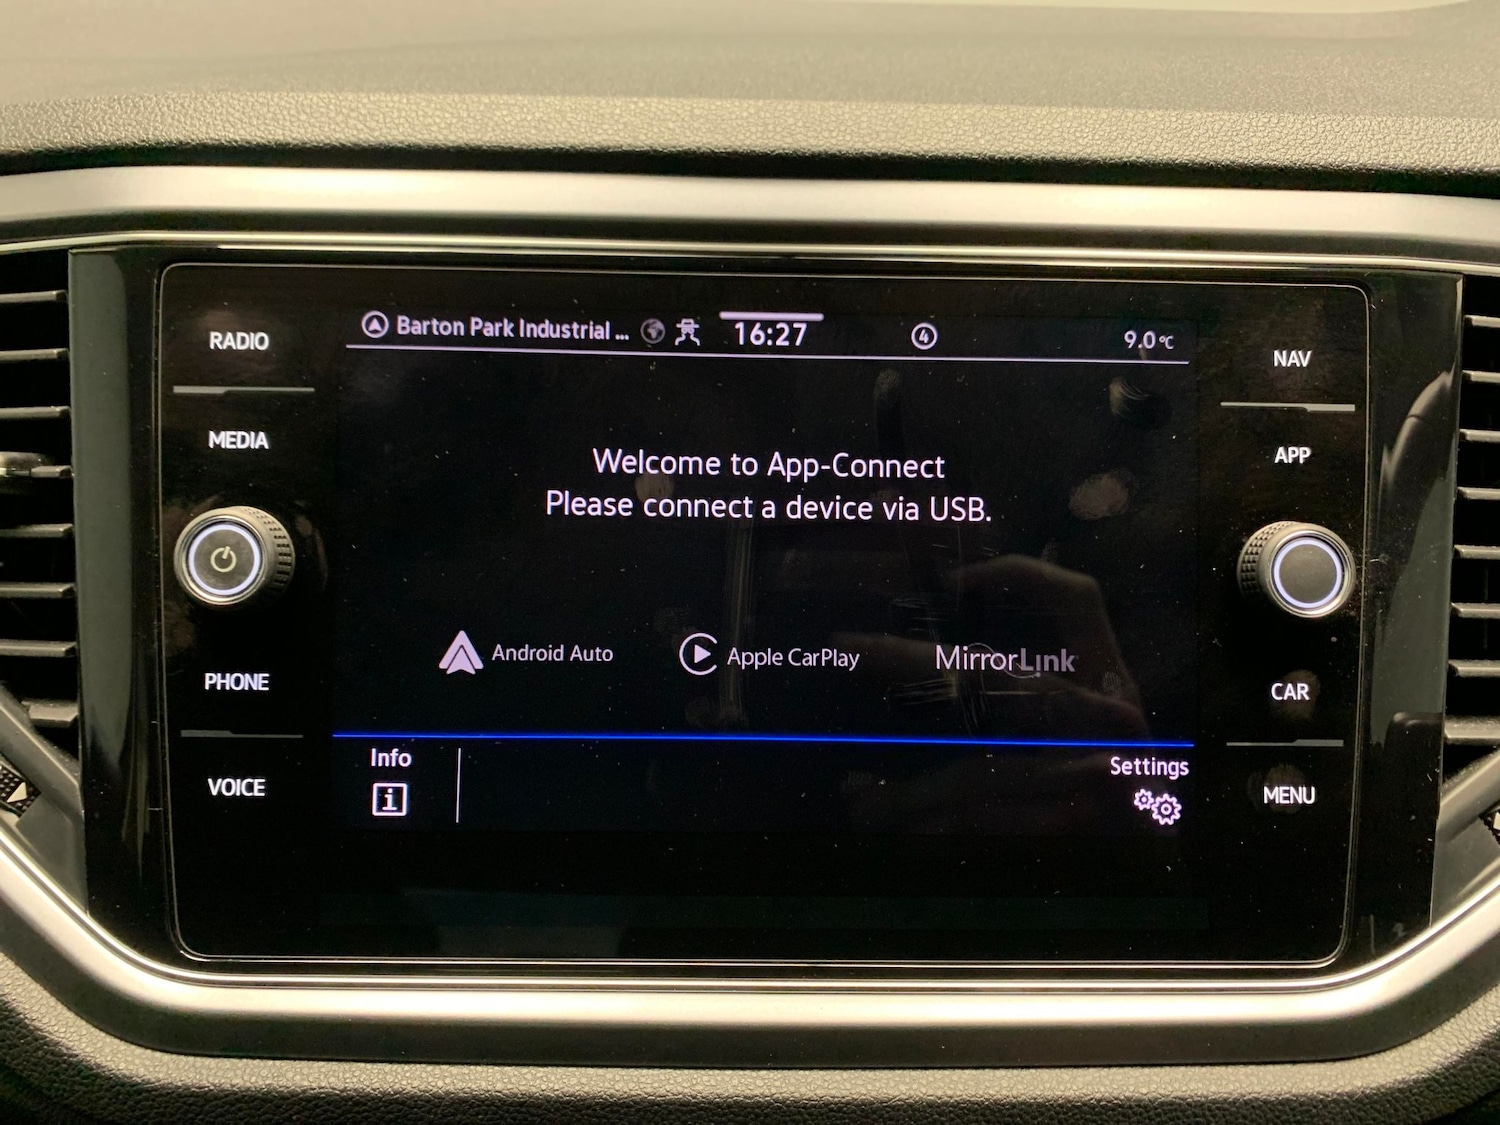 RADIO
MEDIA
PHONE
VOICE
Barton Park Industrial ...
16:27
4
9.0°C
Welcome to App-Connect
Please connect a device via USB.
Android Auto
Apple CarPlay
MirrorLink
Info
i
Settings
NAV
APP
CAR
MENU